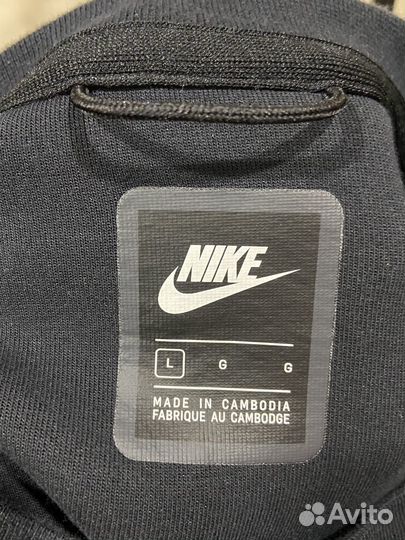 NIKE
L G G
MADE IN CAMBODIA
FABRIQUE AU CAMBODGE
Avito